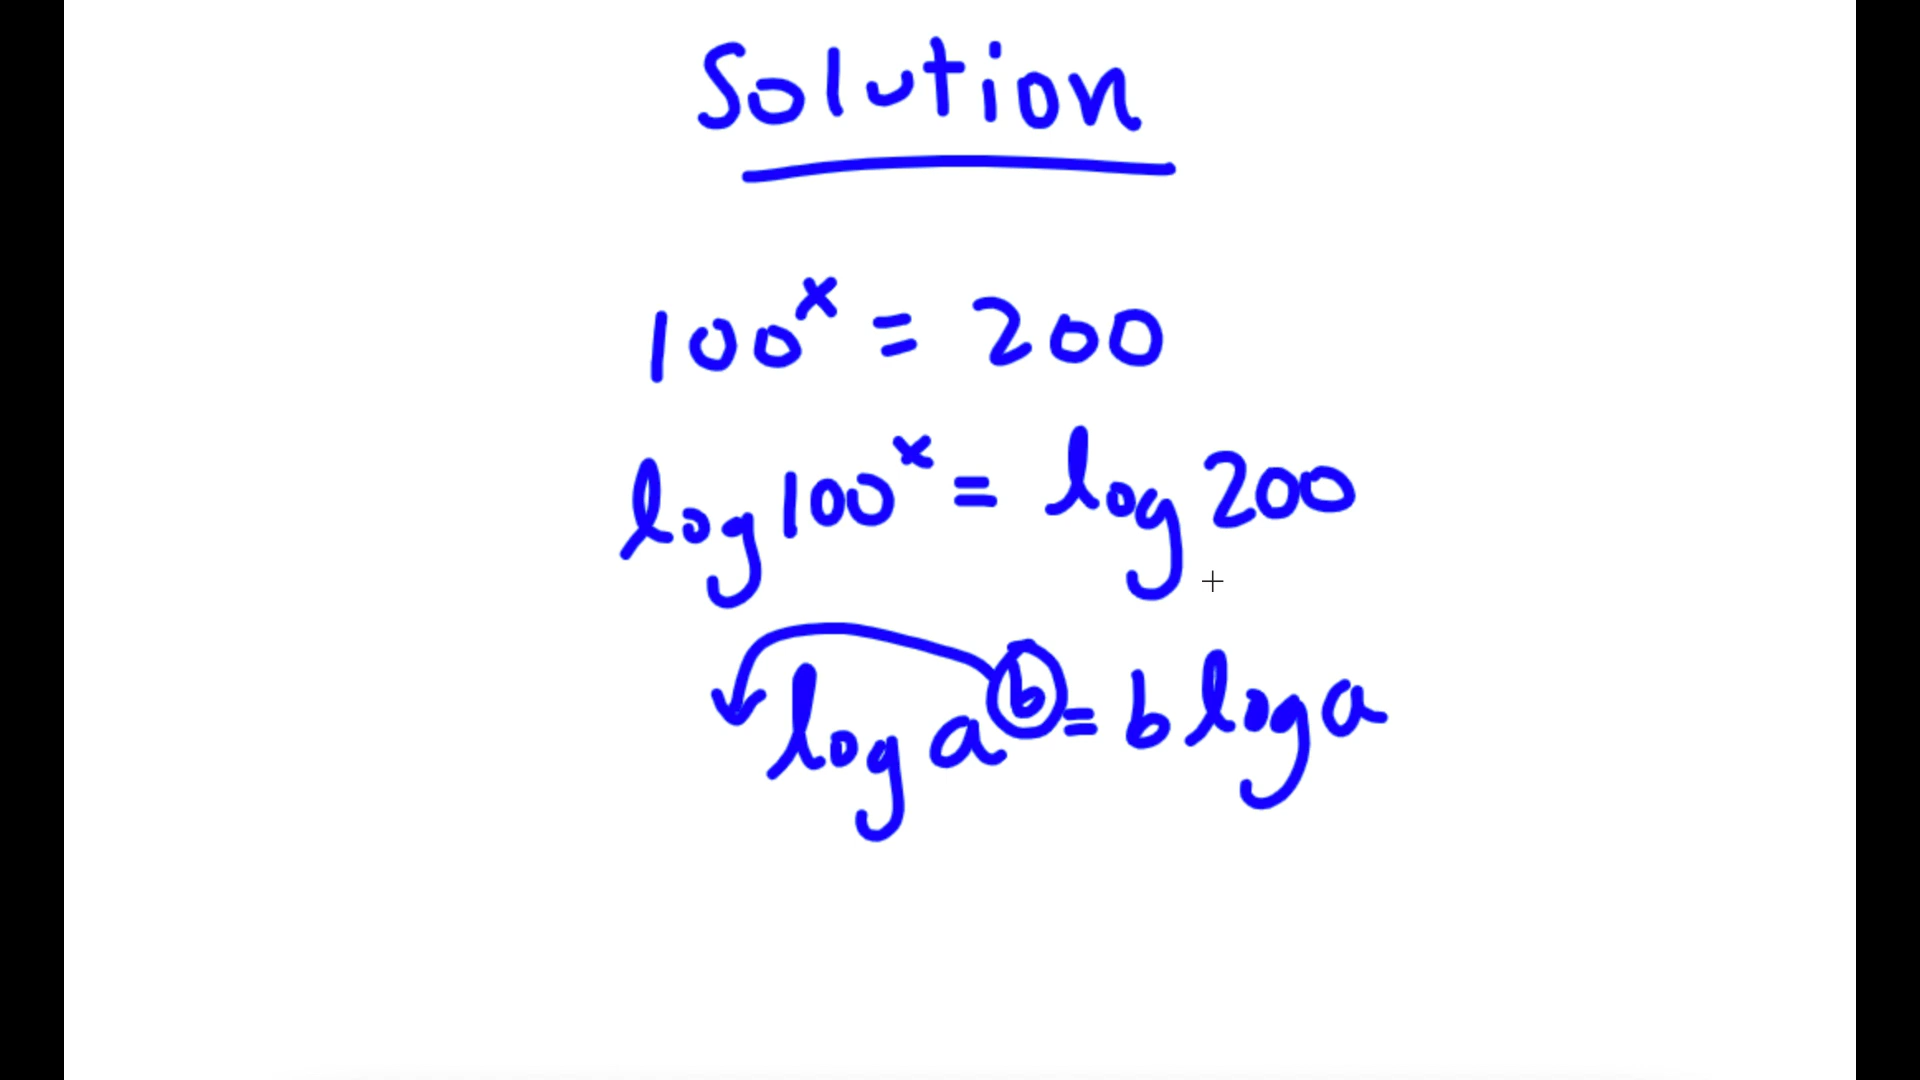 Solution
100^x = 200
log 100^x = log 200
log a^b = b log a